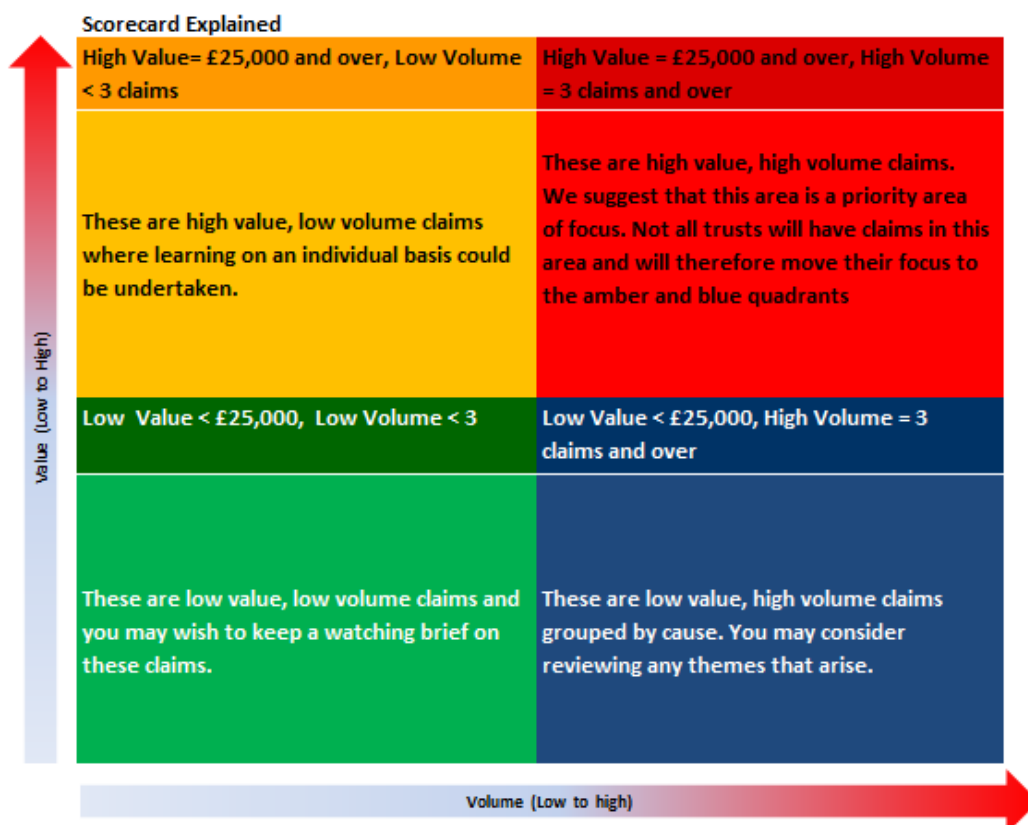 Scorecard Explained
High Value= £25,000 and over, Low Volume
< 3 claims
High Value = £25,000 and over, High Volume
= 3 claims and over
These are high value, low volume claims
where learning on an individual basis could
be undertaken.
These are high value, high volume claims.
We suggest that this area is a priority area
of focus. Not all trusts will have claims in this
area and will therefore move their focus to
the amber and blue quadrants
Low  Value < £25,000,  Low Volume < 3
Low Value < £25,000, High Volume = 3
claims and over
These are low value, low volume claims and
you may wish to keep a watching brief on
these claims.
These are low value, high volume claims
grouped by cause. You may consider
reviewing any themes that arise.
Value (Low to High)
Volume (Low to high)